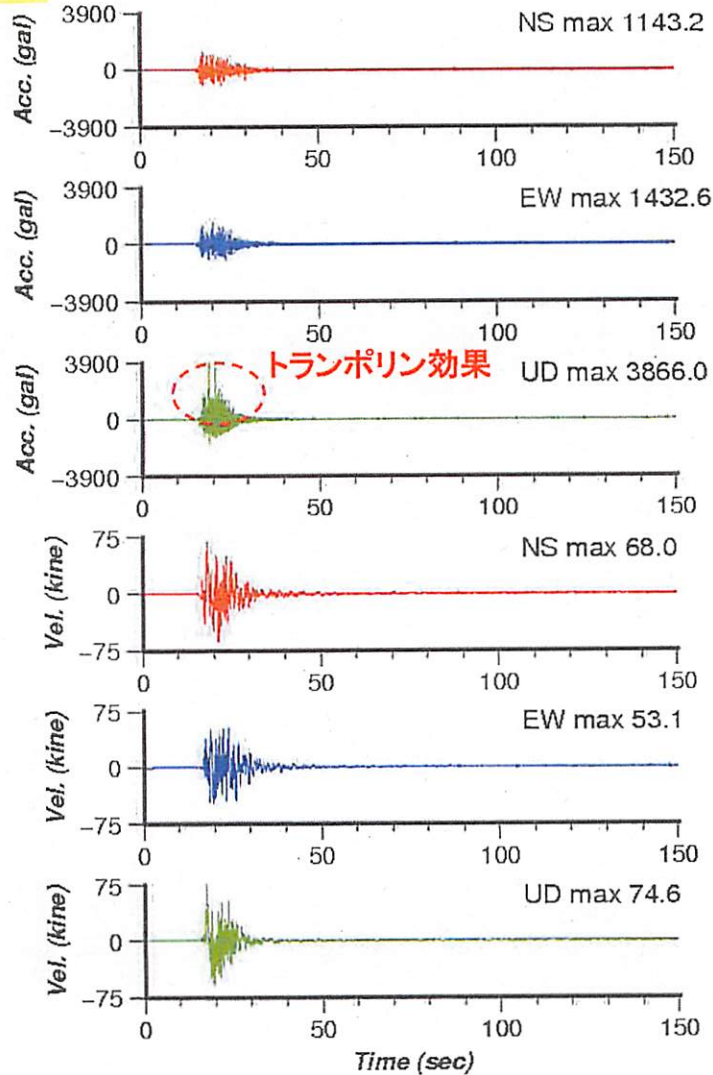 3900
NS max 1143.2
Acc. (gal)
0
−3900
0 50 100 150
3900
EW max 1432.6
Acc. (gal)
0
−3900
0 50 100 150
3900
トランポリン効果
UD max 3866.0
Acc. (gal)
0
−3900
0 50 100 150
75
NS max 68.0
Vel. (kine)
0
−75
0 50 100 150
75
EW max 53.1
Vel. (kine)
0
−75
0 50 100 150
75
UD max 74.6
Vel. (kine)
0
−75
0 50 100 150
Time (sec)